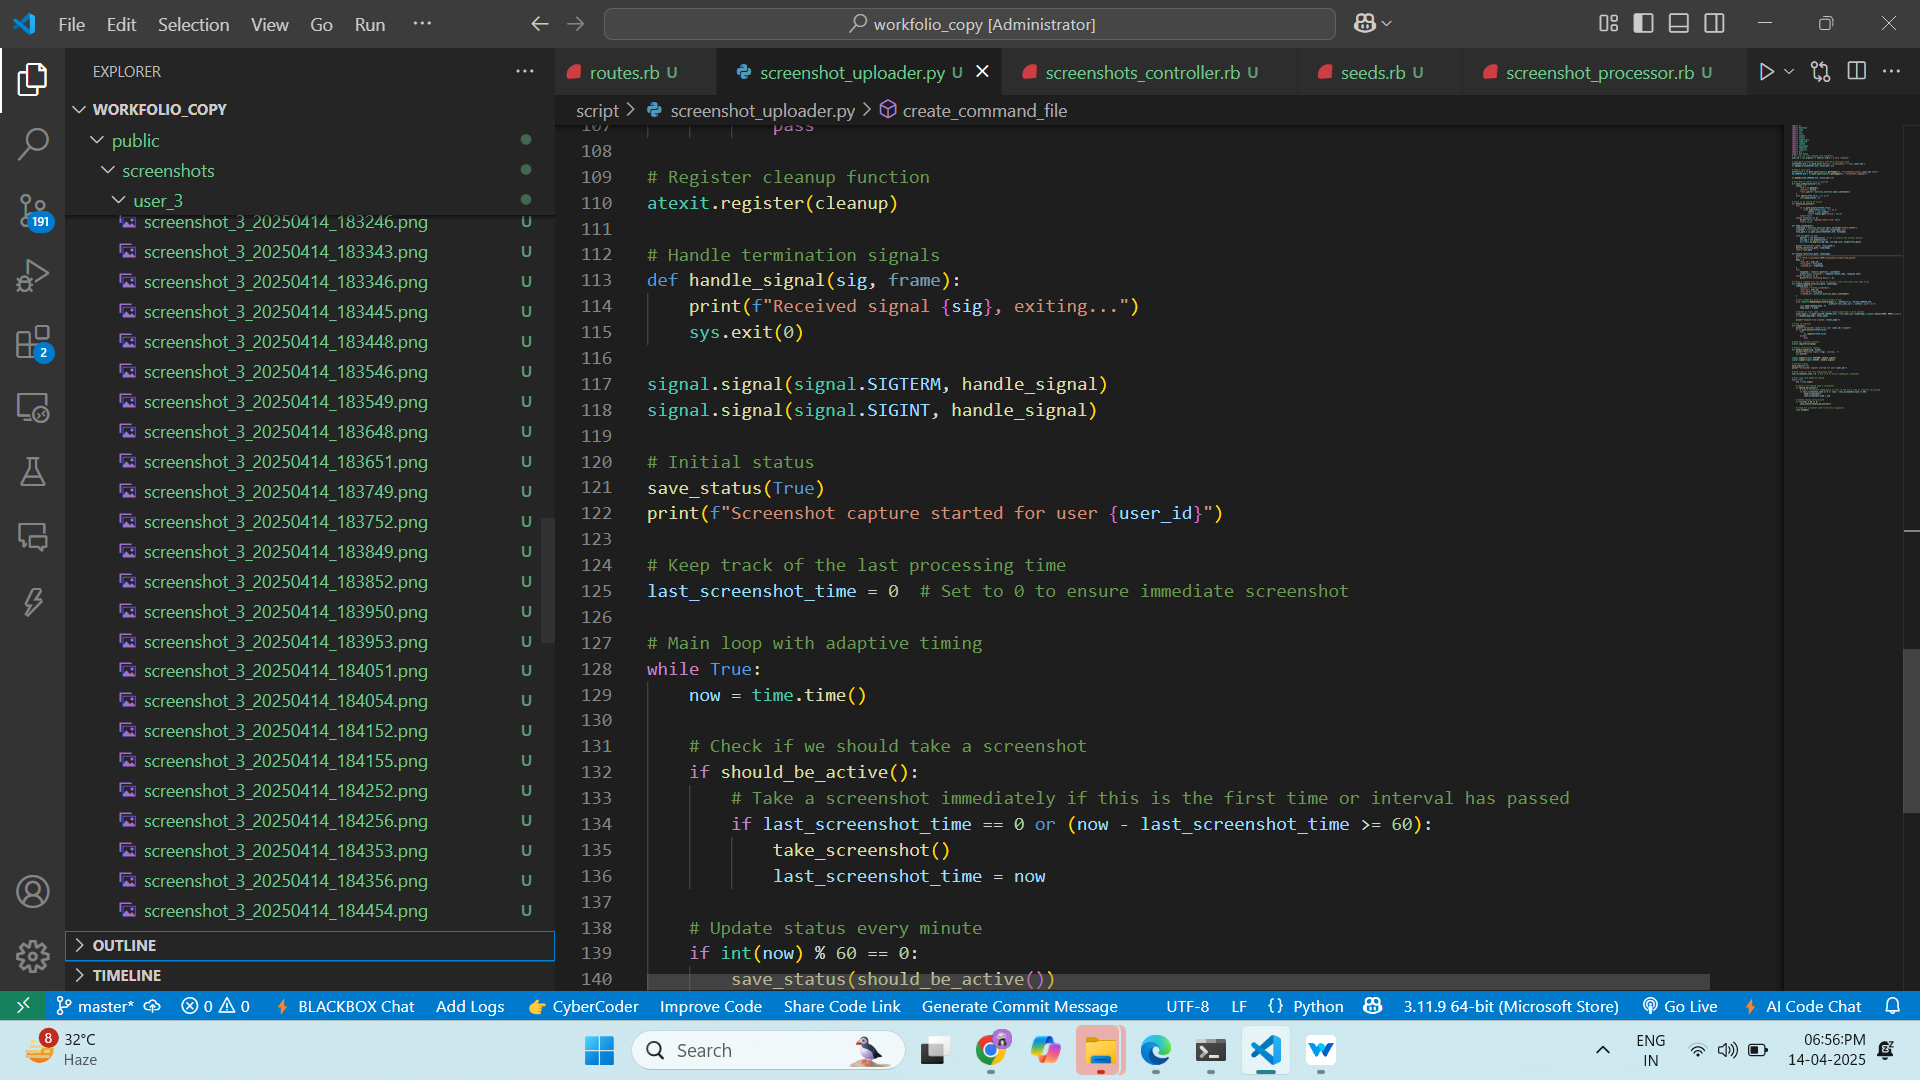 File Edit Selection View Go Run ···
workfolio_copy [Administrator]
EXPLORER
routes.rb U
screenshot_uploader.py U
screenshots_controller.rb U
seeds.rb U
screenshot_processor.rb U
script > screenshot_uploader.py > create_command_file
WORKFOLIO_COPY
public
screenshots
user_3
screenshot_3_20250414_183246.png U
screenshot_3_20250414_183343.png U
screenshot_3_20250414_183346.png U
screenshot_3_20250414_183445.png U
screenshot_3_20250414_183448.png U
screenshot_3_20250414_183546.png U
screenshot_3_20250414_183549.png U
screenshot_3_20250414_183648.png U
screenshot_3_20250414_183651.png U
screenshot_3_20250414_183749.png U
screenshot_3_20250414_183752.png U
screenshot_3_20250414_183849.png U
screenshot_3_20250414_183852.png U
screenshot_3_20250414_183950.png U
screenshot_3_20250414_183953.png U
screenshot_3_20250414_184051.png U
screenshot_3_20250414_184054.png U
screenshot_3_20250414_184152.png U
screenshot_3_20250414_184155.png U
screenshot_3_20250414_184252.png U
screenshot_3_20250414_184256.png U
screenshot_3_20250414_184353.png U
screenshot_3_20250414_184356.png U
screenshot_3_20250414_184454.png U
OUTLINE
TIMELINE
191
2
107 pass
108
109 # Register cleanup function
110 atexit.register(cleanup)
111
112 # Handle termination signals
113 def handle_signal(sig, frame):
114 print(f"Received signal {sig}, exiting...")
115 sys.exit(0)
116
117 signal.signal(signal.SIGTERM, handle_signal)
118 signal.signal(signal.SIGINT, handle_signal)
119
120 # Initial status
121 save_status(True)
122 print(f"Screenshot capture started for user {user_id}")
123
124 # Keep track of the last processing time
125 last_screenshot_time = 0 # Set to 0 to ensure immediate screenshot
126
127 # Main loop with adaptive timing
128 while True:
129 now = time.time()
130
131 # Check if we should take a screenshot
132 if should_be_active():
133 # Take a screenshot immediately if this is the first time or interval has passed
134 if last_screenshot_time == 0 or (now - last_screenshot_time >= 60):
135 take_screenshot()
136 last_screenshot_time = now
137
138 # Update status every minute
139 if int(now) % 60 == 0:
140 save_status(should_be_active())
master* 0 0 BLACKBOX Chat Add Logs CyberCoder Improve Code Share Code Link Generate Commit Message UTF-8 LF {} Python 3.11.9 64-bit (Microsoft Store) Go Live AI Code Chat
8
32°C
Haze
Search
ENG
IN
06:56:PM
14-04-2025